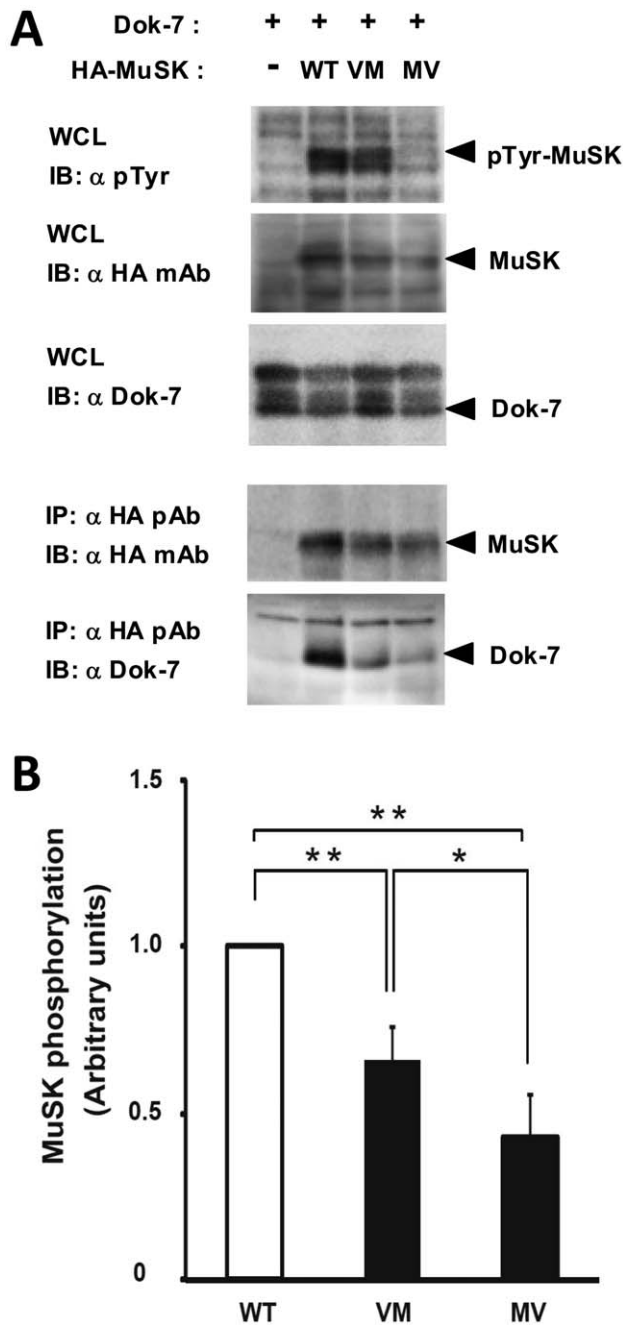 A
Dok-7 : + + + +
HA-MuSK : - WT VM MV
WCL
IB: α pTyr
pTyr-MuSK
WCL
IB: α HA mAb
MuSK
WCL
IB: α Dok-7
Dok-7
IP: α HA pAb
IB: α HA mAb
MuSK
IP: α HA pAb
IB: α Dok-7
Dok-7
B
MuSK phosphorylation
(Arbitrary units)
1.5
1.0
0.5
0
**
** *
WT VM MV